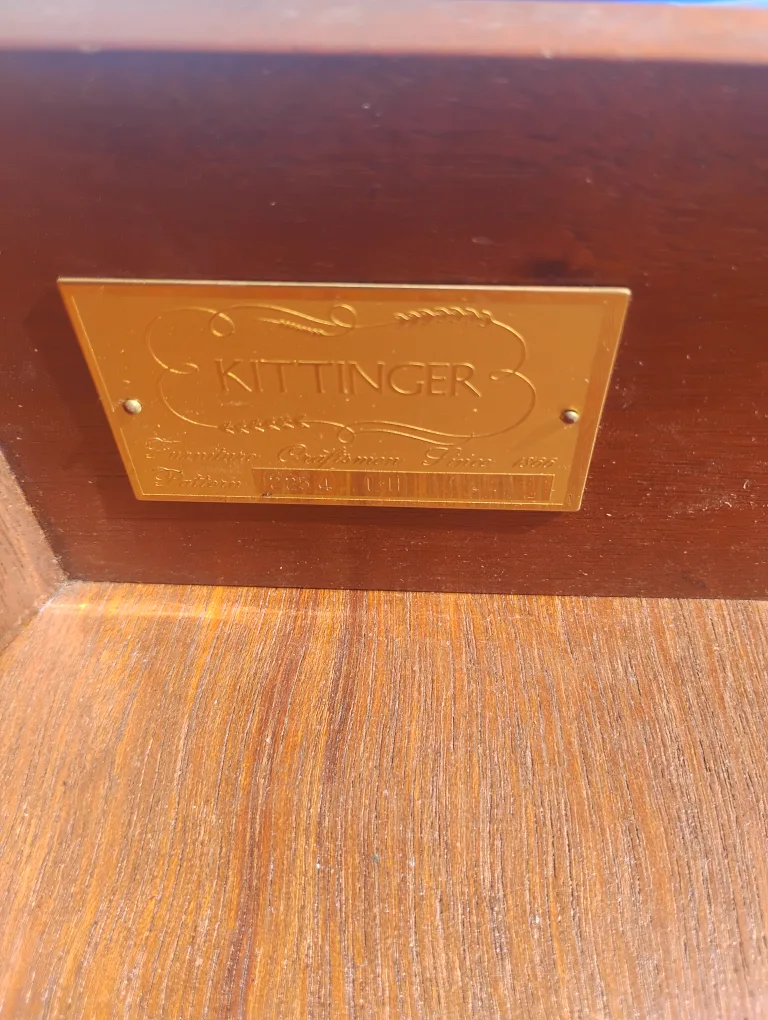 KITTINGER
Furniture Craftsmen Since 1866
Pattern